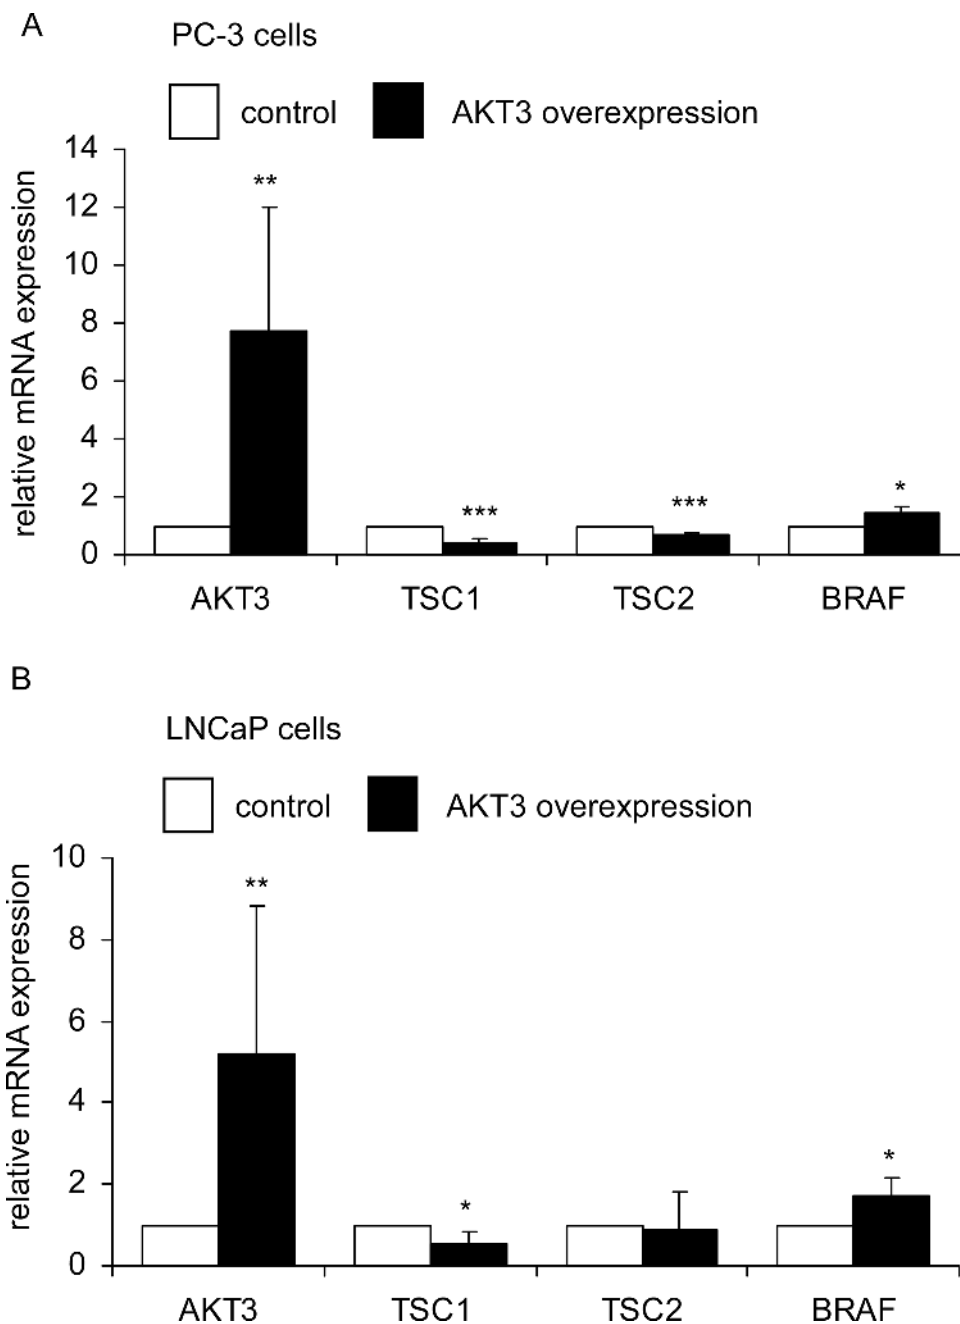 A
PC-3 cells
control
AKT3 overexpression
relative mRNA expression
14
12
10
8
6
4
2
0
**
***
***
*
AKT3
TSC1
TSC2
BRAF
B
LNCaP cells
control
AKT3 overexpression
relative mRNA expression
10
8
6
4
2
0
**
*
*
AKT3
TSC1
TSC2
BRAF